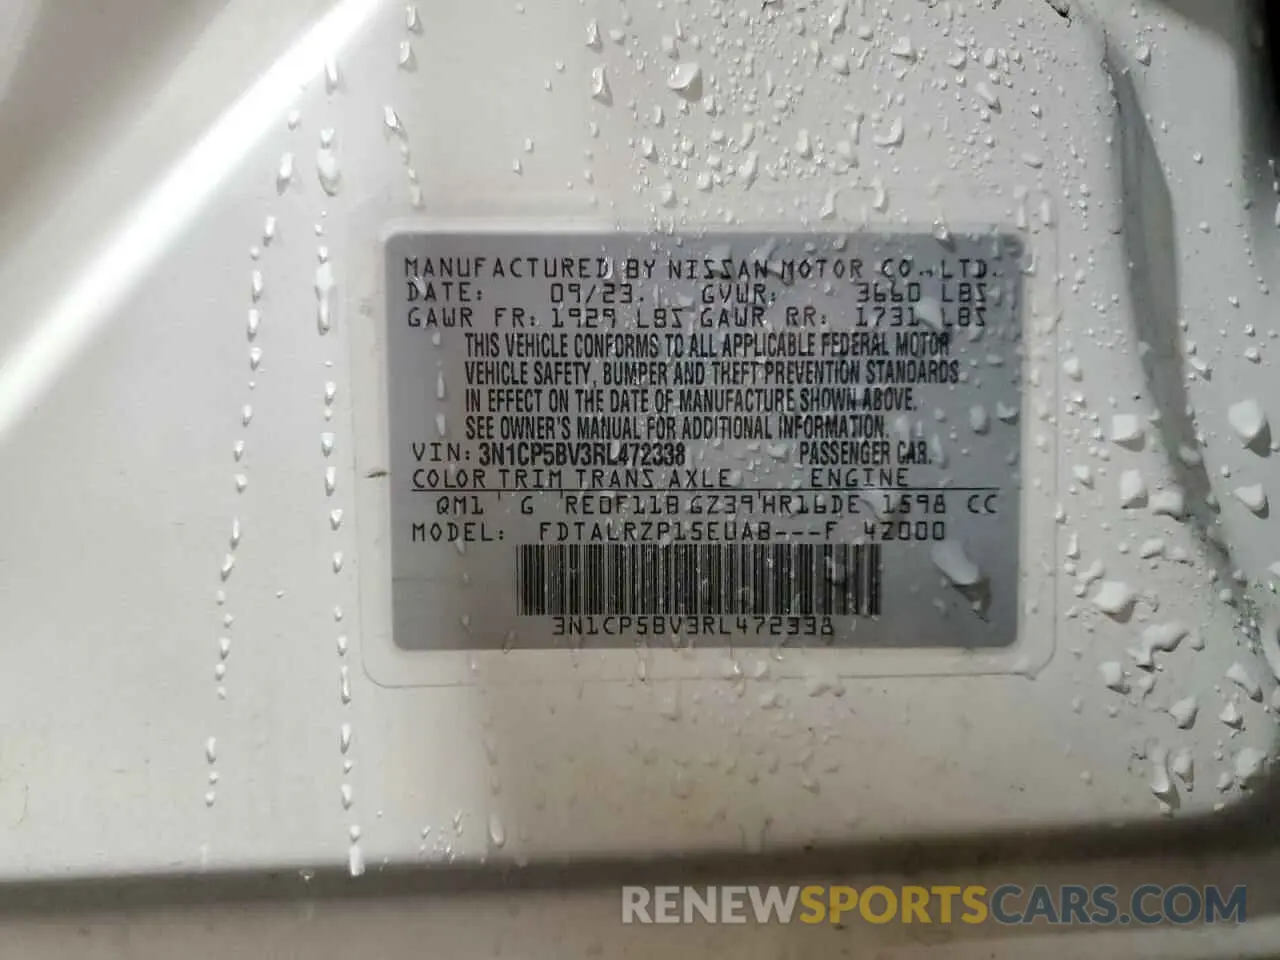 MANUFACTURED BY NISSAN MOTOR CO., LTD.
DATE: 09/23 GVWR: 3660 LBS
GAWR FR: 1929 LBS GAWR RR: 1731 LBS
THIS VEHICLE CONFORMS TO ALL APPLICABLE FEDERAL MOTOR
VEHICLE SAFETY, BUMPER AND THEFT PREVENTION STANDARDS
IN EFFECT ON THE DATE OF MANUFACTURE SHOWN ABOVE.
SEE OWNER'S MANUAL FOR ADDITIONAL INFORMATION.
VIN: 3N1CP5BV3RL472338 PASSENGER CAR.
COLOR TRIM TRANS AXLE ENGINE
QM1 G RE0F11B GZ39 HR16DE 1598 CC
MODEL: FDTALRZP15EUAB---F 42000
3N1CP5BV3RL472338
RENEWSPORTSCARS.COM